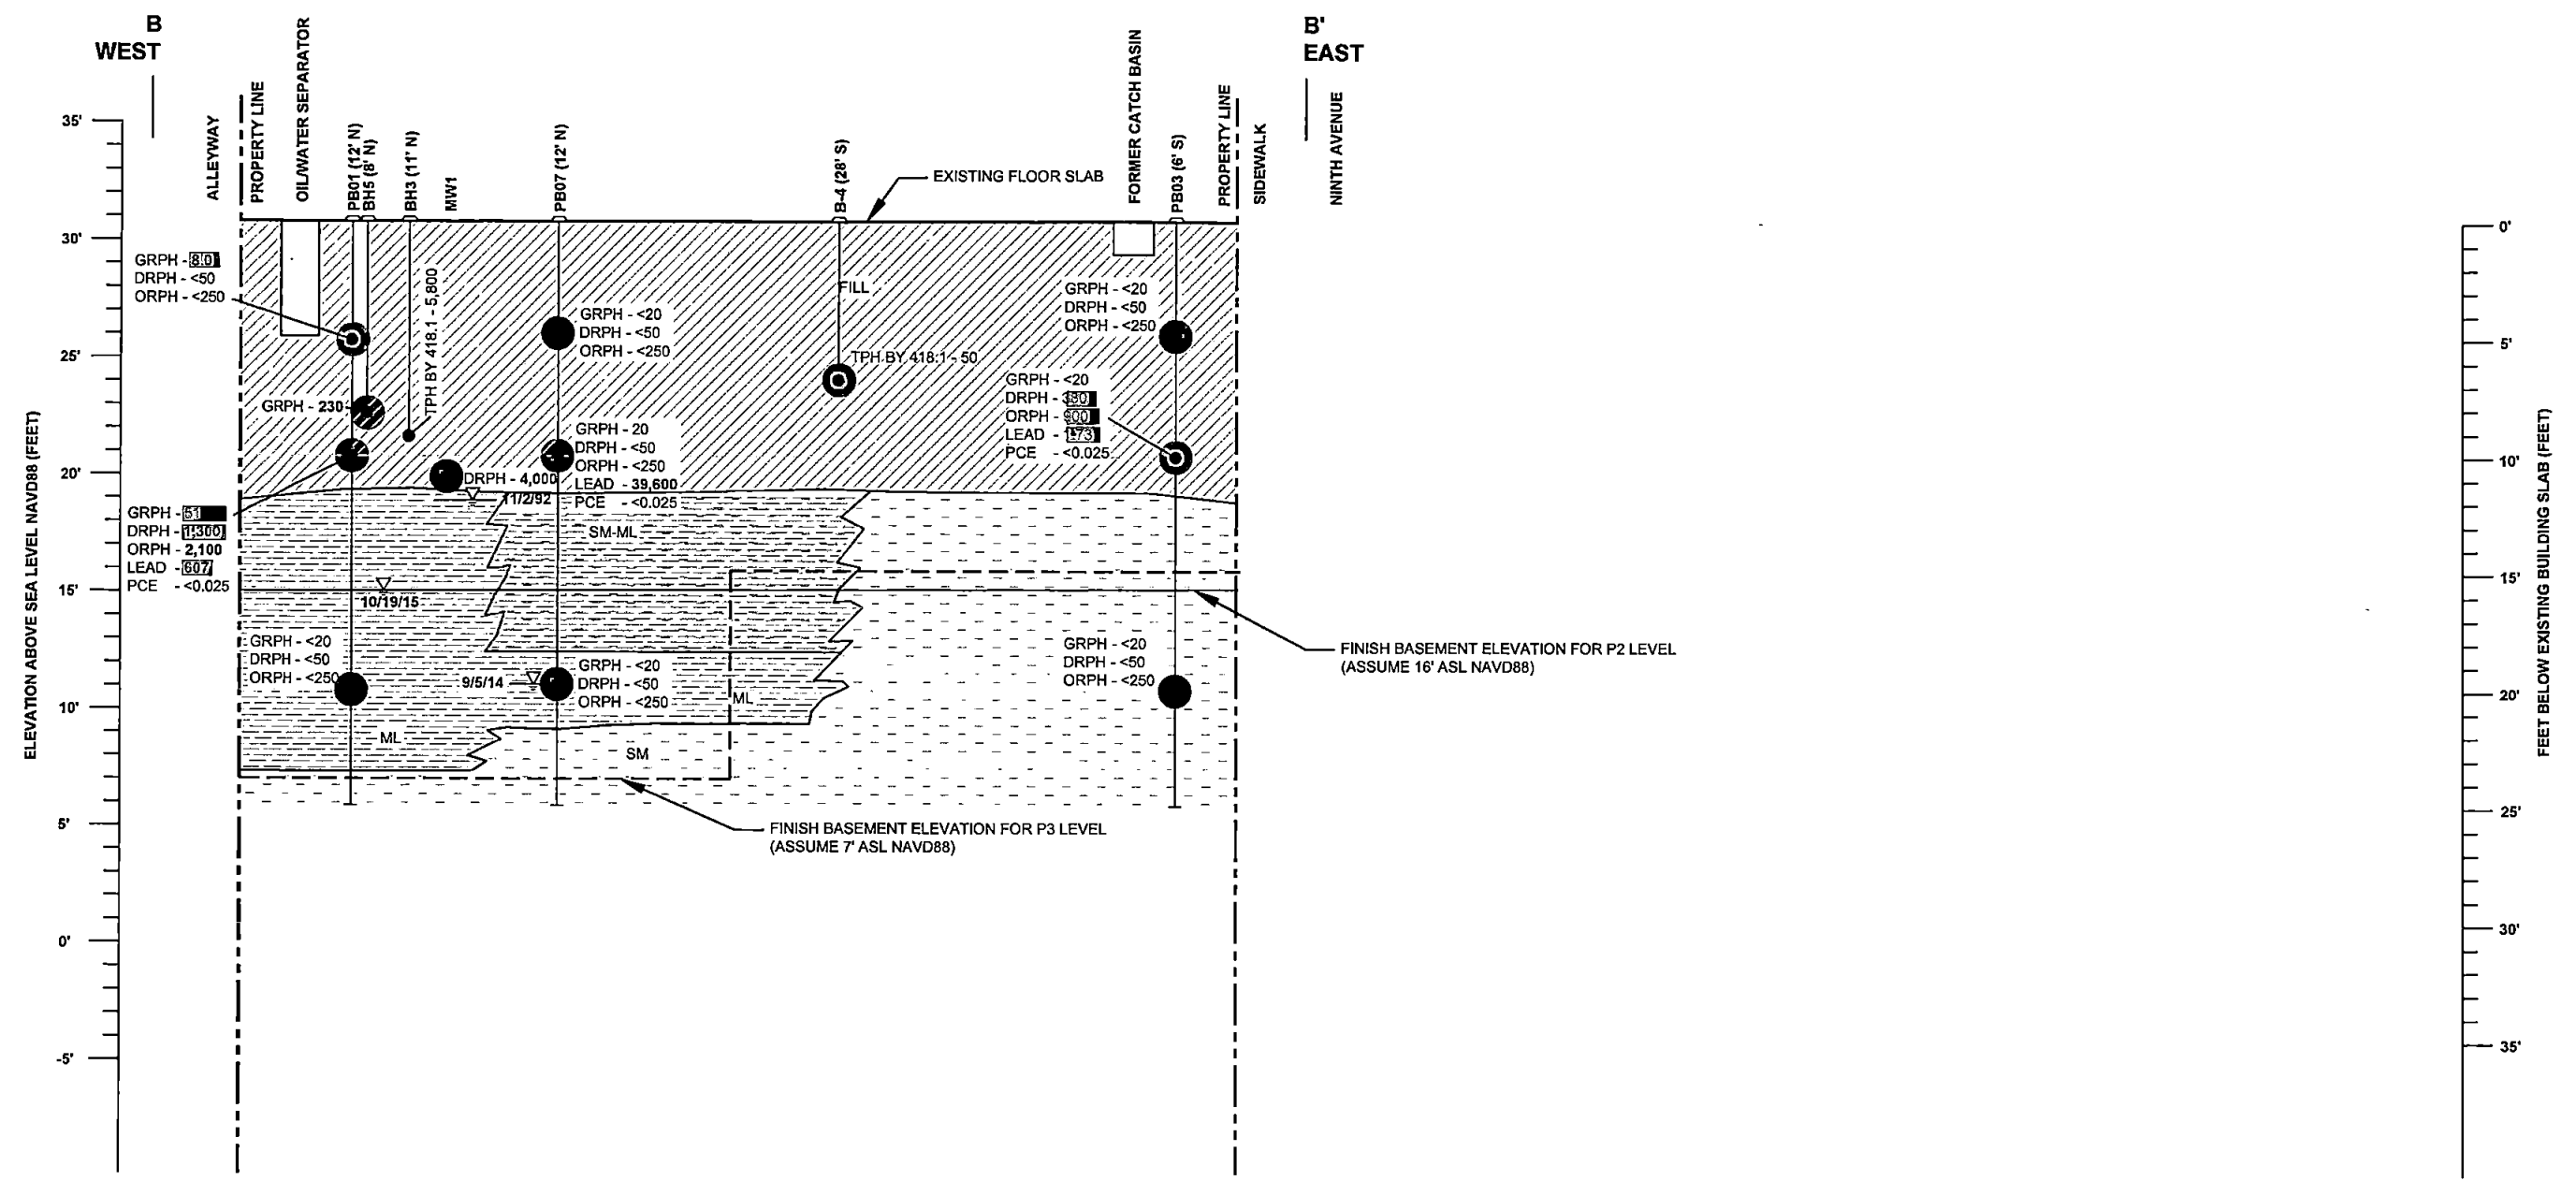 B
WEST
B'
EAST
ALLEYWAY
PROPERTY LINE
OIL/WATER SEPARATOR
PB01 (12' N)
BH5 (8' N)
BH3 (11' N)
MW1
PB07 (12' N)
B-4 (28' S)
EXISTING FLOOR SLAB
FORMER CATCH BASIN
PB03 (6' S)
PROPERTY LINE
SIDEWALK
NINTH AVENUE
ELEVATION ABOVE SEA LEVEL NAVD88 (FEET)
35'
30'
25'
20'
15'
10'
5'
0'
-5'
GRPH - 8.0
DRPH - <50
ORPH - <250
TPH BY 418.1 - 5,800
GRPH - <20
DRPH - <50
ORPH - <250
FILL
TPH BY 418.1 - 50
GRPH - <20
DRPH - <50
ORPH - <250
GRPH - 230
GRPH - 20
DRPH - <50
ORPH - <250
LEAD - 39,600
PCE - <0.025
GRPH - <20
DRPH - 380
ORPH - 900
LEAD - 173
PCE - <0.025
DRPH - 4,000
11/2/92
GRPH - 51
DRPH - 1,300
ORPH - 2,100
LEAD - 607
PCE - <0.025
SM-ML
10/19/15
GRPH - <20
DRPH - <50
ORPH - <250
9/5/14
GRPH - <20
DRPH - <50
ORPH - <250
ML
GRPH - <20
DRPH - <50
ORPH - <250
FINISH BASEMENT ELEVATION FOR P2 LEVEL
(ASSUME 16' ASL NAVD88)
ML
SM
FINISH BASEMENT ELEVATION FOR P3 LEVEL
(ASSUME 7' ASL NAVD88)
0'
5'
10'
15'
20'
25'
30'
35'
FEET BELOW EXISTING BUILDING SLAB (FEET)